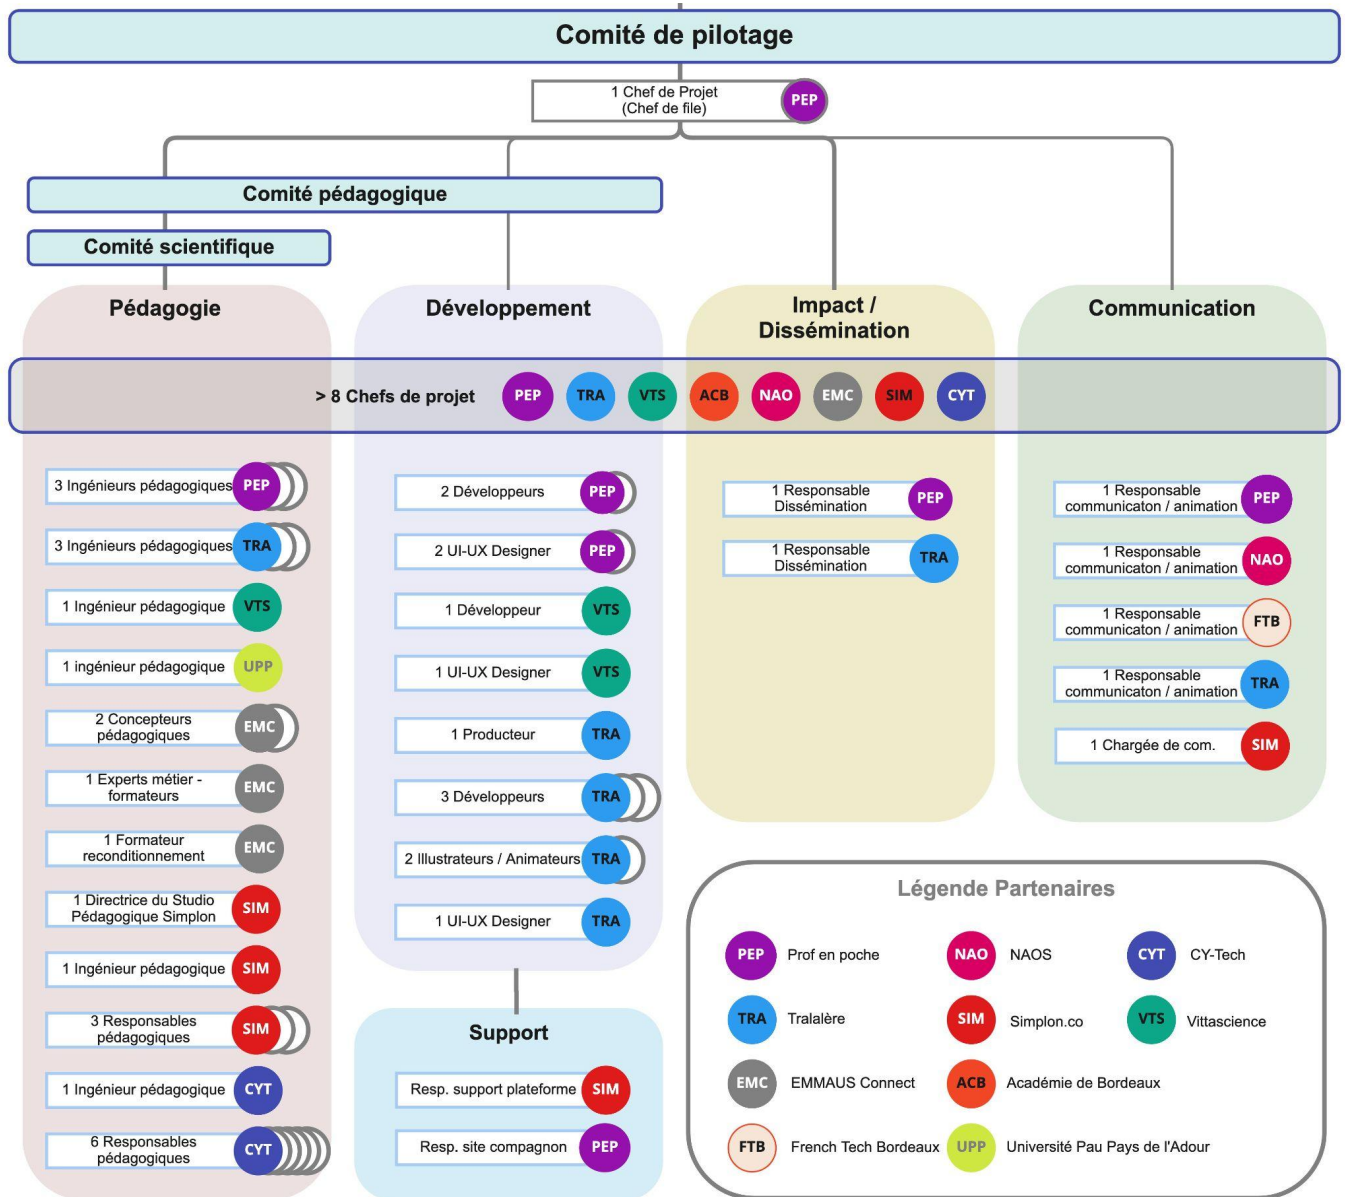 Comité de pilotage
1 Chef de Projet
(Chef de file)
PEP
Comité pédagogique
Comité scientifique
Pédagogie
Développement
Impact /
Dissémination
Communication
> 8 Chefs de projet PEP TRA VTS ACB NAO EMC SIM CYT
3 Ingénieurs pédagogiques PEP
3 Ingénieurs pédagogiques TRA
1 Ingénieur pédagogique VTS
1 ingénieur pédagogique UPP
2 Concepteurs
pédagogiques
EMC
1 Experts métier -
formateurs
EMC
1 Formateur
reconditionnement
EMC
1 Directrice du Studio
Pédagogique Simplon
SIM
1 Ingénieur pédagogique SIM
3 Responsables
pédagogiques
SIM
1 Ingénieur pédagogique CYT
6 Responsables
pédagogiques
CYT
2 Développeurs PEP
2 UI-UX Designer PEP
1 Développeur VTS
1 UI-UX Designer VTS
1 Producteur TRA
3 Développeurs TRA
2 Illustrateurs / Animateurs TRA
1 UI-UX Designer TRA
Support
Resp. support plateforme SIM
Resp. site compagnon PEP
1 Responsable
Dissémination
PEP
1 Responsable
Dissémination
TRA
1 Responsable
communicaton / animation
PEP
1 Responsable
communicaton / animation
NAO
1 Responsable
communicaton / animation
FTB
1 Responsable
communicaton / animation
TRA
1 Chargée de com. SIM
Légende Partenaires
PEP Prof en poche
NAO NAOS
CYT CY-Tech
TRA Tralalère
SIM Simplon.co
VTS Vittascience
EMC EMMAUS Connect
ACB Académie de Bordeaux
FTB French Tech Bordeaux
UPP Université Pau Pays de l'Adour